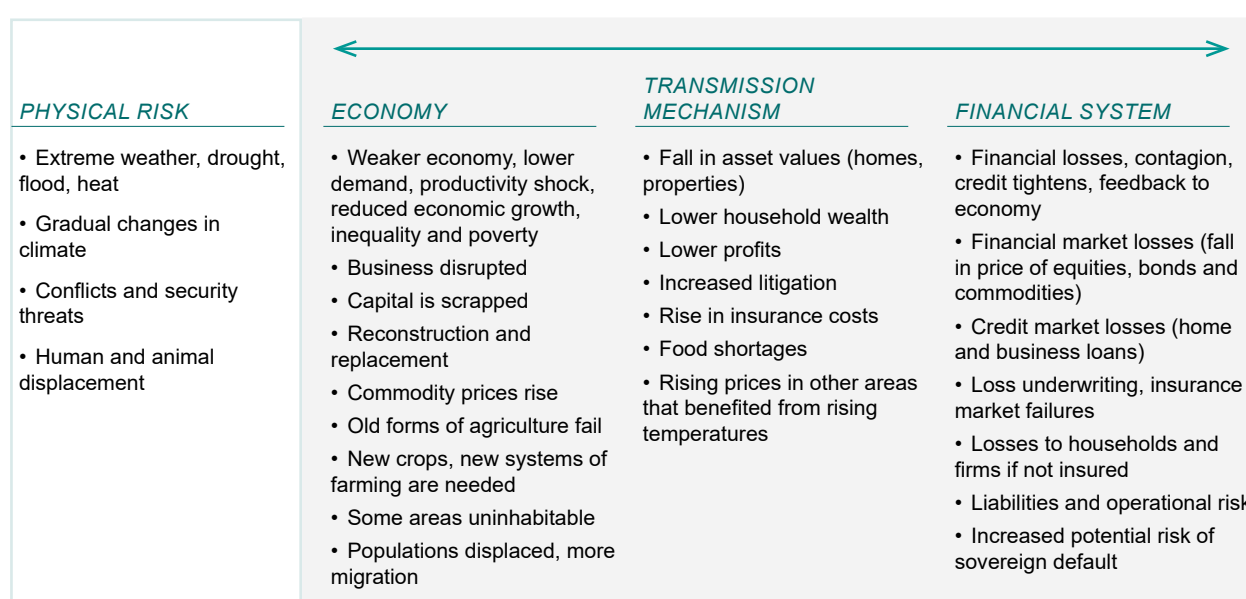 PHYSICAL RISK
• Extreme weather, drought,
flood, heat
• Gradual changes in
climate
• Conflicts and security
threats
• Human and animal
displacement
ECONOMY
• Weaker economy, lower
demand, productivity shock,
reduced economic growth,
inequality and poverty
• Business disrupted
• Capital is scrapped
• Reconstruction and
replacement
• Commodity prices rise
• Old forms of agriculture fail
• New crops, new systems of
farming are needed
• Some areas uninhabitable
• Populations displaced, more
migration
TRANSMISSION
MECHANISM
• Fall in asset values (homes,
properties)
• Lower household wealth
• Lower profits
• Increased litigation
• Rise in insurance costs
• Food shortages
• Rising prices in other areas
that benefited from rising
temperatures
FINANCIAL SYSTEM
• Financial losses, contagion,
credit tightens, feedback to
economy
• Financial market losses (fall
in price of equities, bonds and
commodities)
• Credit market losses (home
and business loans)
• Loss underwriting, insurance
market failures
• Losses to households and
firms if not insured
• Liabilities and operational risk
• Increased potential risk of
sovereign default